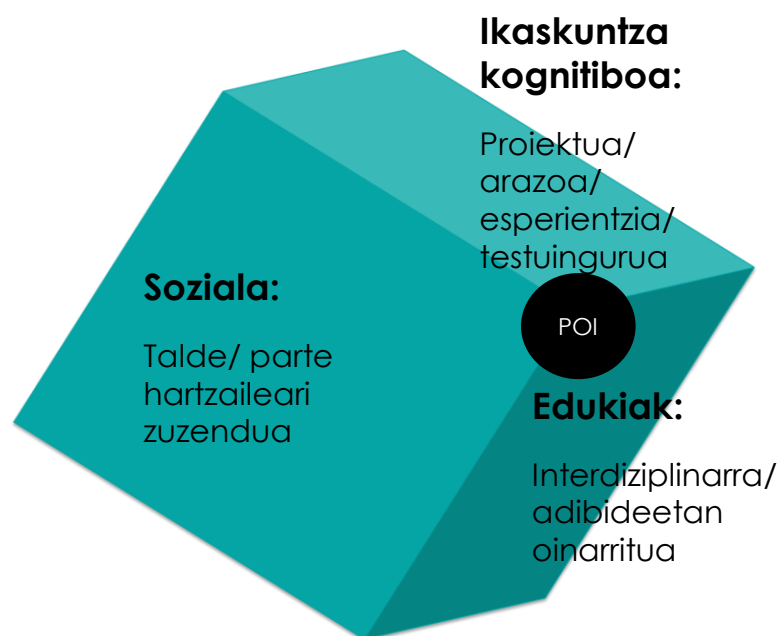 Ikaskuntza
kognitiboa:
Proiektua/
arazoa/
esperientzia/
testuingurua
Soziala:
Talde/ parte
hartzaileari
zuzendua
POI
Edukiak:
Interdiziplinarra/
adibideetan
oinarritua